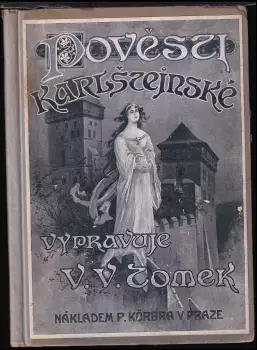 Pověsti
Karlštejnské
Vypravuje
V. V. Tomek
NÁKLADEM P. KÖRBRA V PRAZE